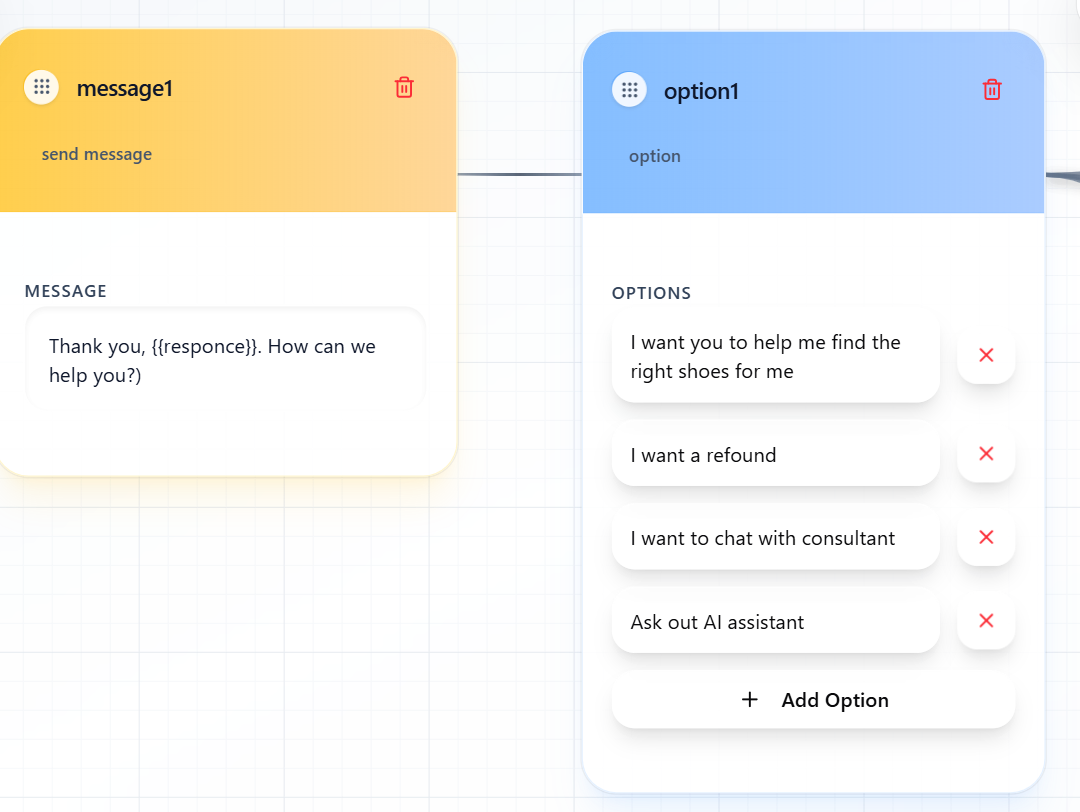 message1
send message
MESSAGE
Thank you, {{responce}}. How can we
help you?)
option1
option
OPTIONS
I want you to help me find the
right shoes for me
I want a refound
I want to chat with consultant
Ask out AI assistant
Add Option